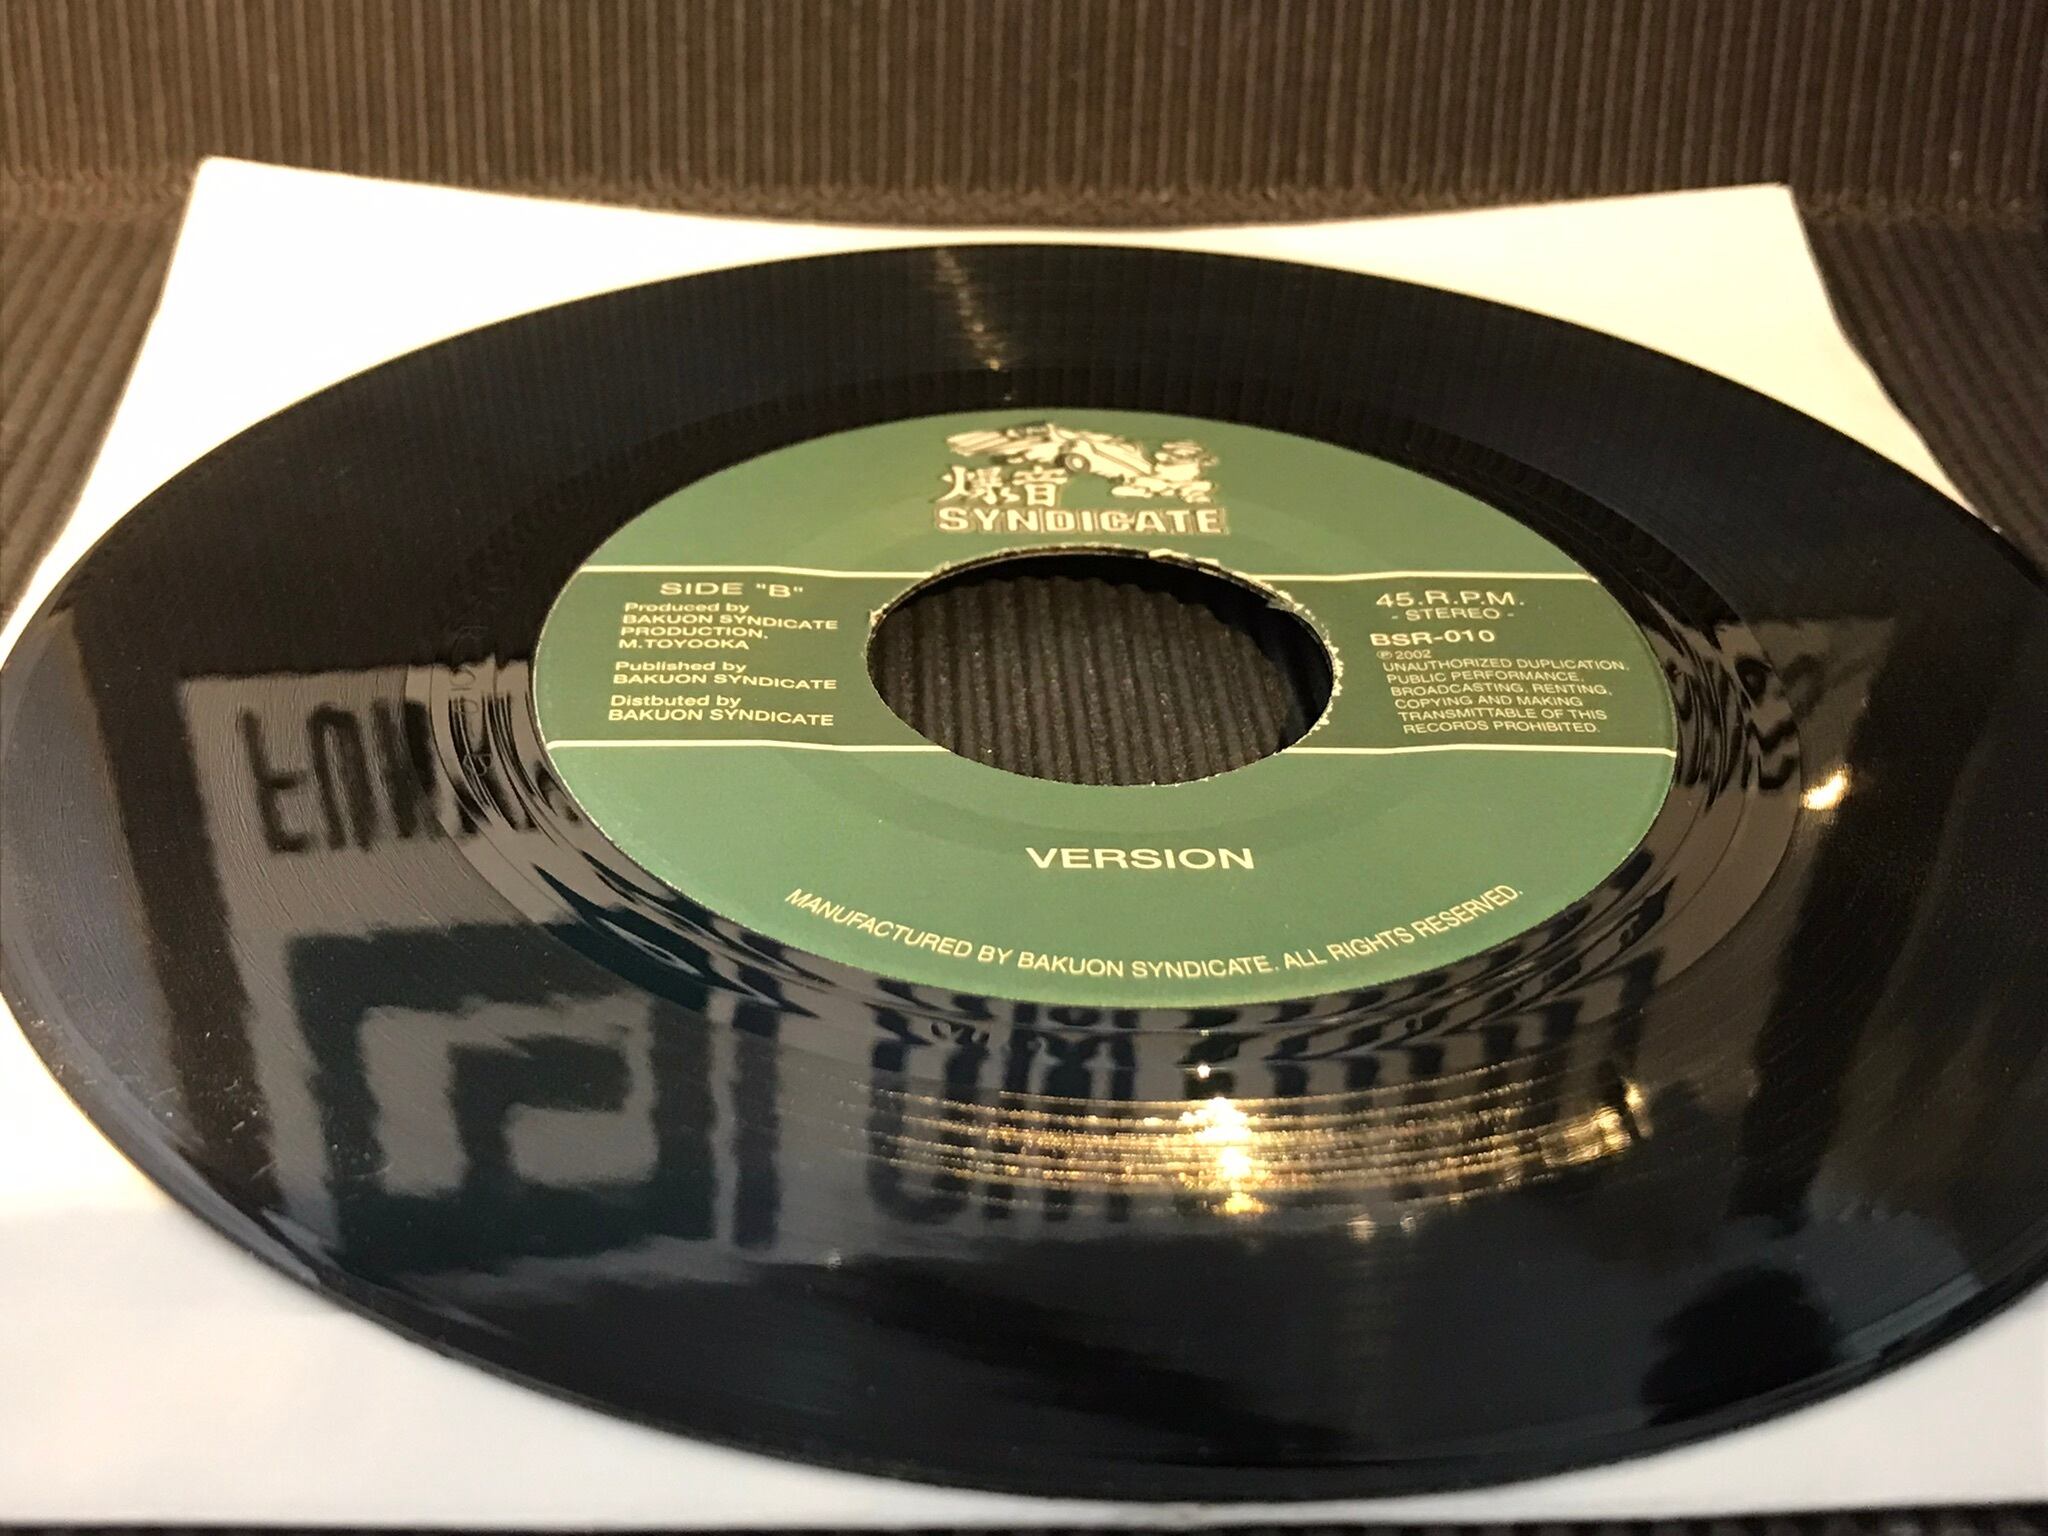 爆音
SYNDICATE
SIDE "B"
Produced by
BAKUON SYNDICATE
PRODUCTION,
M.TOYOOKA
Published by
BAKUON SYNDICATE
Distbuted by
BAKUON SYNDICATE
45.R.P.M.
- STEREO -
BSR-010
℗2002
UNAUTHORIZED DUPLICATION,
PUBLIC PERFORMANCE,
BROADCASTING, RENTING,
COPYING AND MAKING
TRANSMITTABLE OF THIS
RECORDS PROHIBITED.
VERSION
MANUFACTURED BY BAKUON SYNDICATE. ALL RIGHTS RESERVED.